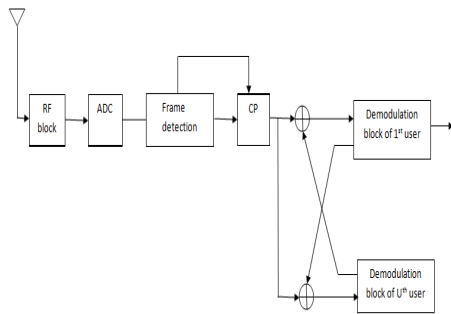 RF
block
ADC
Frame
detection
CP
Demodulation
block of 1st user
Demodulation
block of Uth user